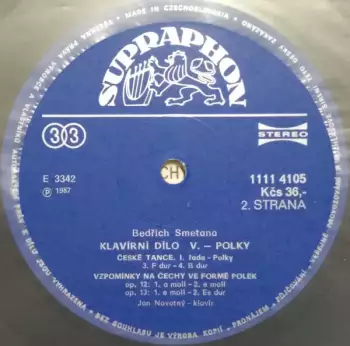 SUPRAPHON
33
STEREO
E 3342
1111 4105
℗ 1987
Kčs 36,-
2. STRANA
CH
Bedřich Smetana
KLAVÍRNÍ DÍLO V. – POLKY
ČESKÉ TANCE. I. řada - Polky
3. F dur - 4. B dur
VZPOMÍNKY NA ČECHY VE FORMĚ POLEK
op. 12: 1. a moll - 2. e moll
op. 13: 1. e moll - 2. Es dur
Jan Novotný - klavír
MADE IN CZECHOSLOVAKIA
BEZ SOUHLASU JE VÝROBA KOPIÍ - PRONÁJEM - PŮJČOVÁNÍ